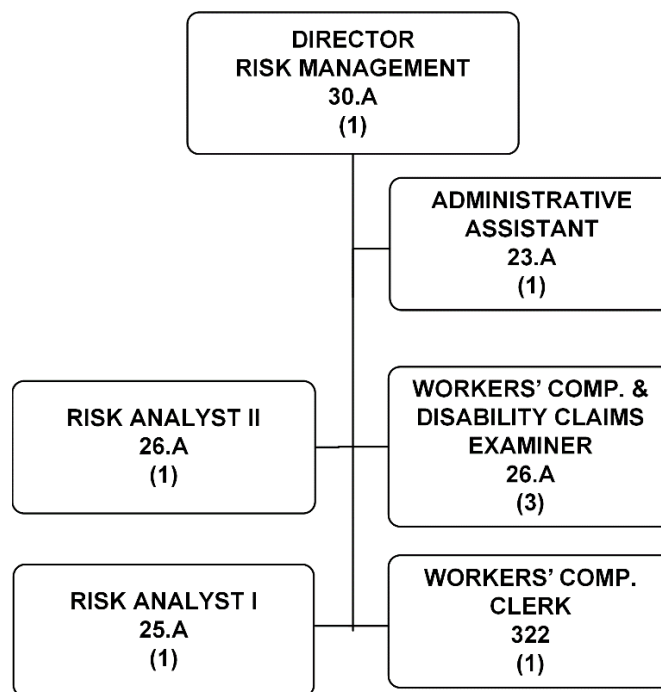 DIRECTOR
RISK MANAGEMENT
30.A
(1)
ADMINISTRATIVE
ASSISTANT
23.A
(1)
RISK ANALYST II
26.A
(1)
WORKERS’ COMP. &
DISABILITY CLAIMS
EXAMINER
26.A
(3)
RISK ANALYST I
25.A
(1)
WORKERS’ COMP.
CLERK
322
(1)